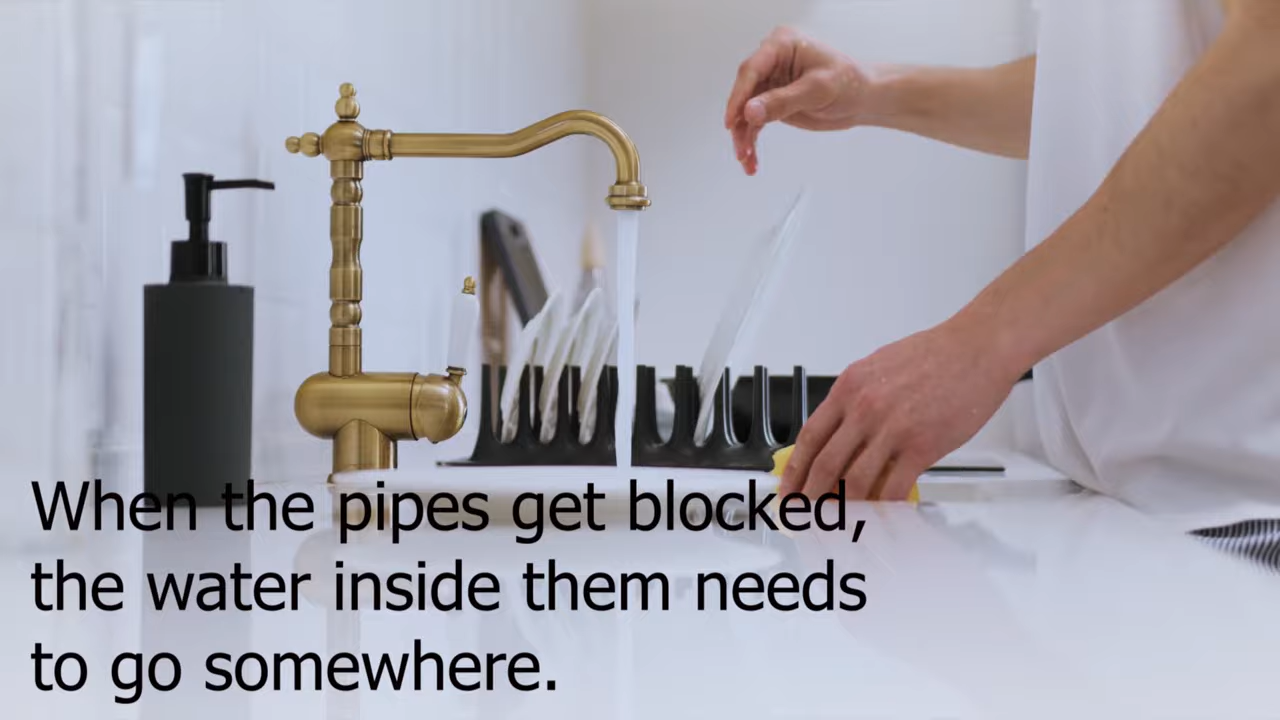 When the pipes get blocked,
the water inside them needs
to go somewhere.